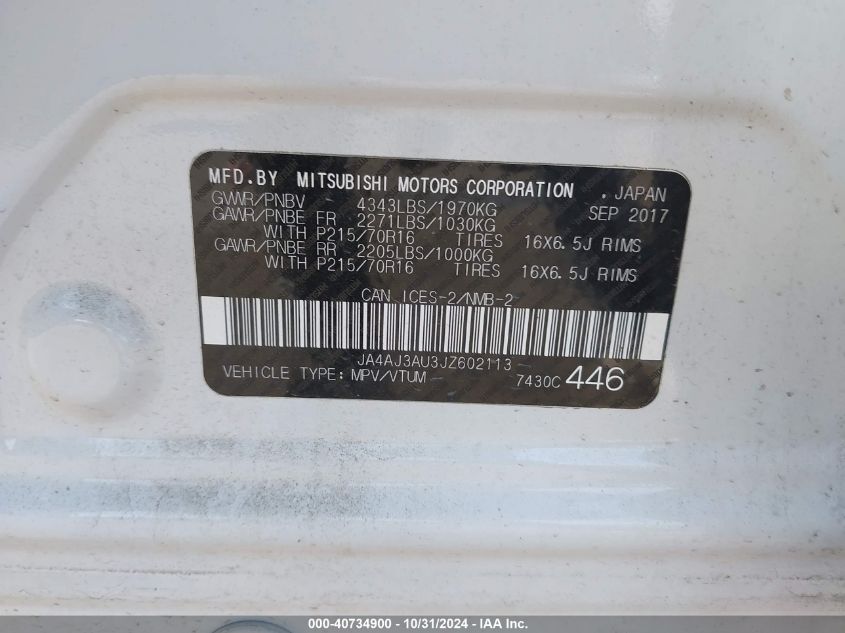 MFD.BY MITSUBISHI MOTORS CORPORATION , JAPAN
GVWR/PNBV 4343LBS/1970KG SEP 2017
GAWR/PNBE FR 2271LBS/1030KG
WITH P215/70R16 TIRES 16X6.5J RIMS
GAWR/PNBE RR 2205LBS/1000KG
WITH P215/70R16 TIRES 16X6.5J RIMS
CAN ICES-2/NMB-2
JA4AJ3AU3JZ602113
VEHICLE TYPE: MPV/VTUM 7430C 446
000-40734900 - 10/31/2024 - IAA Holdings, LLC.